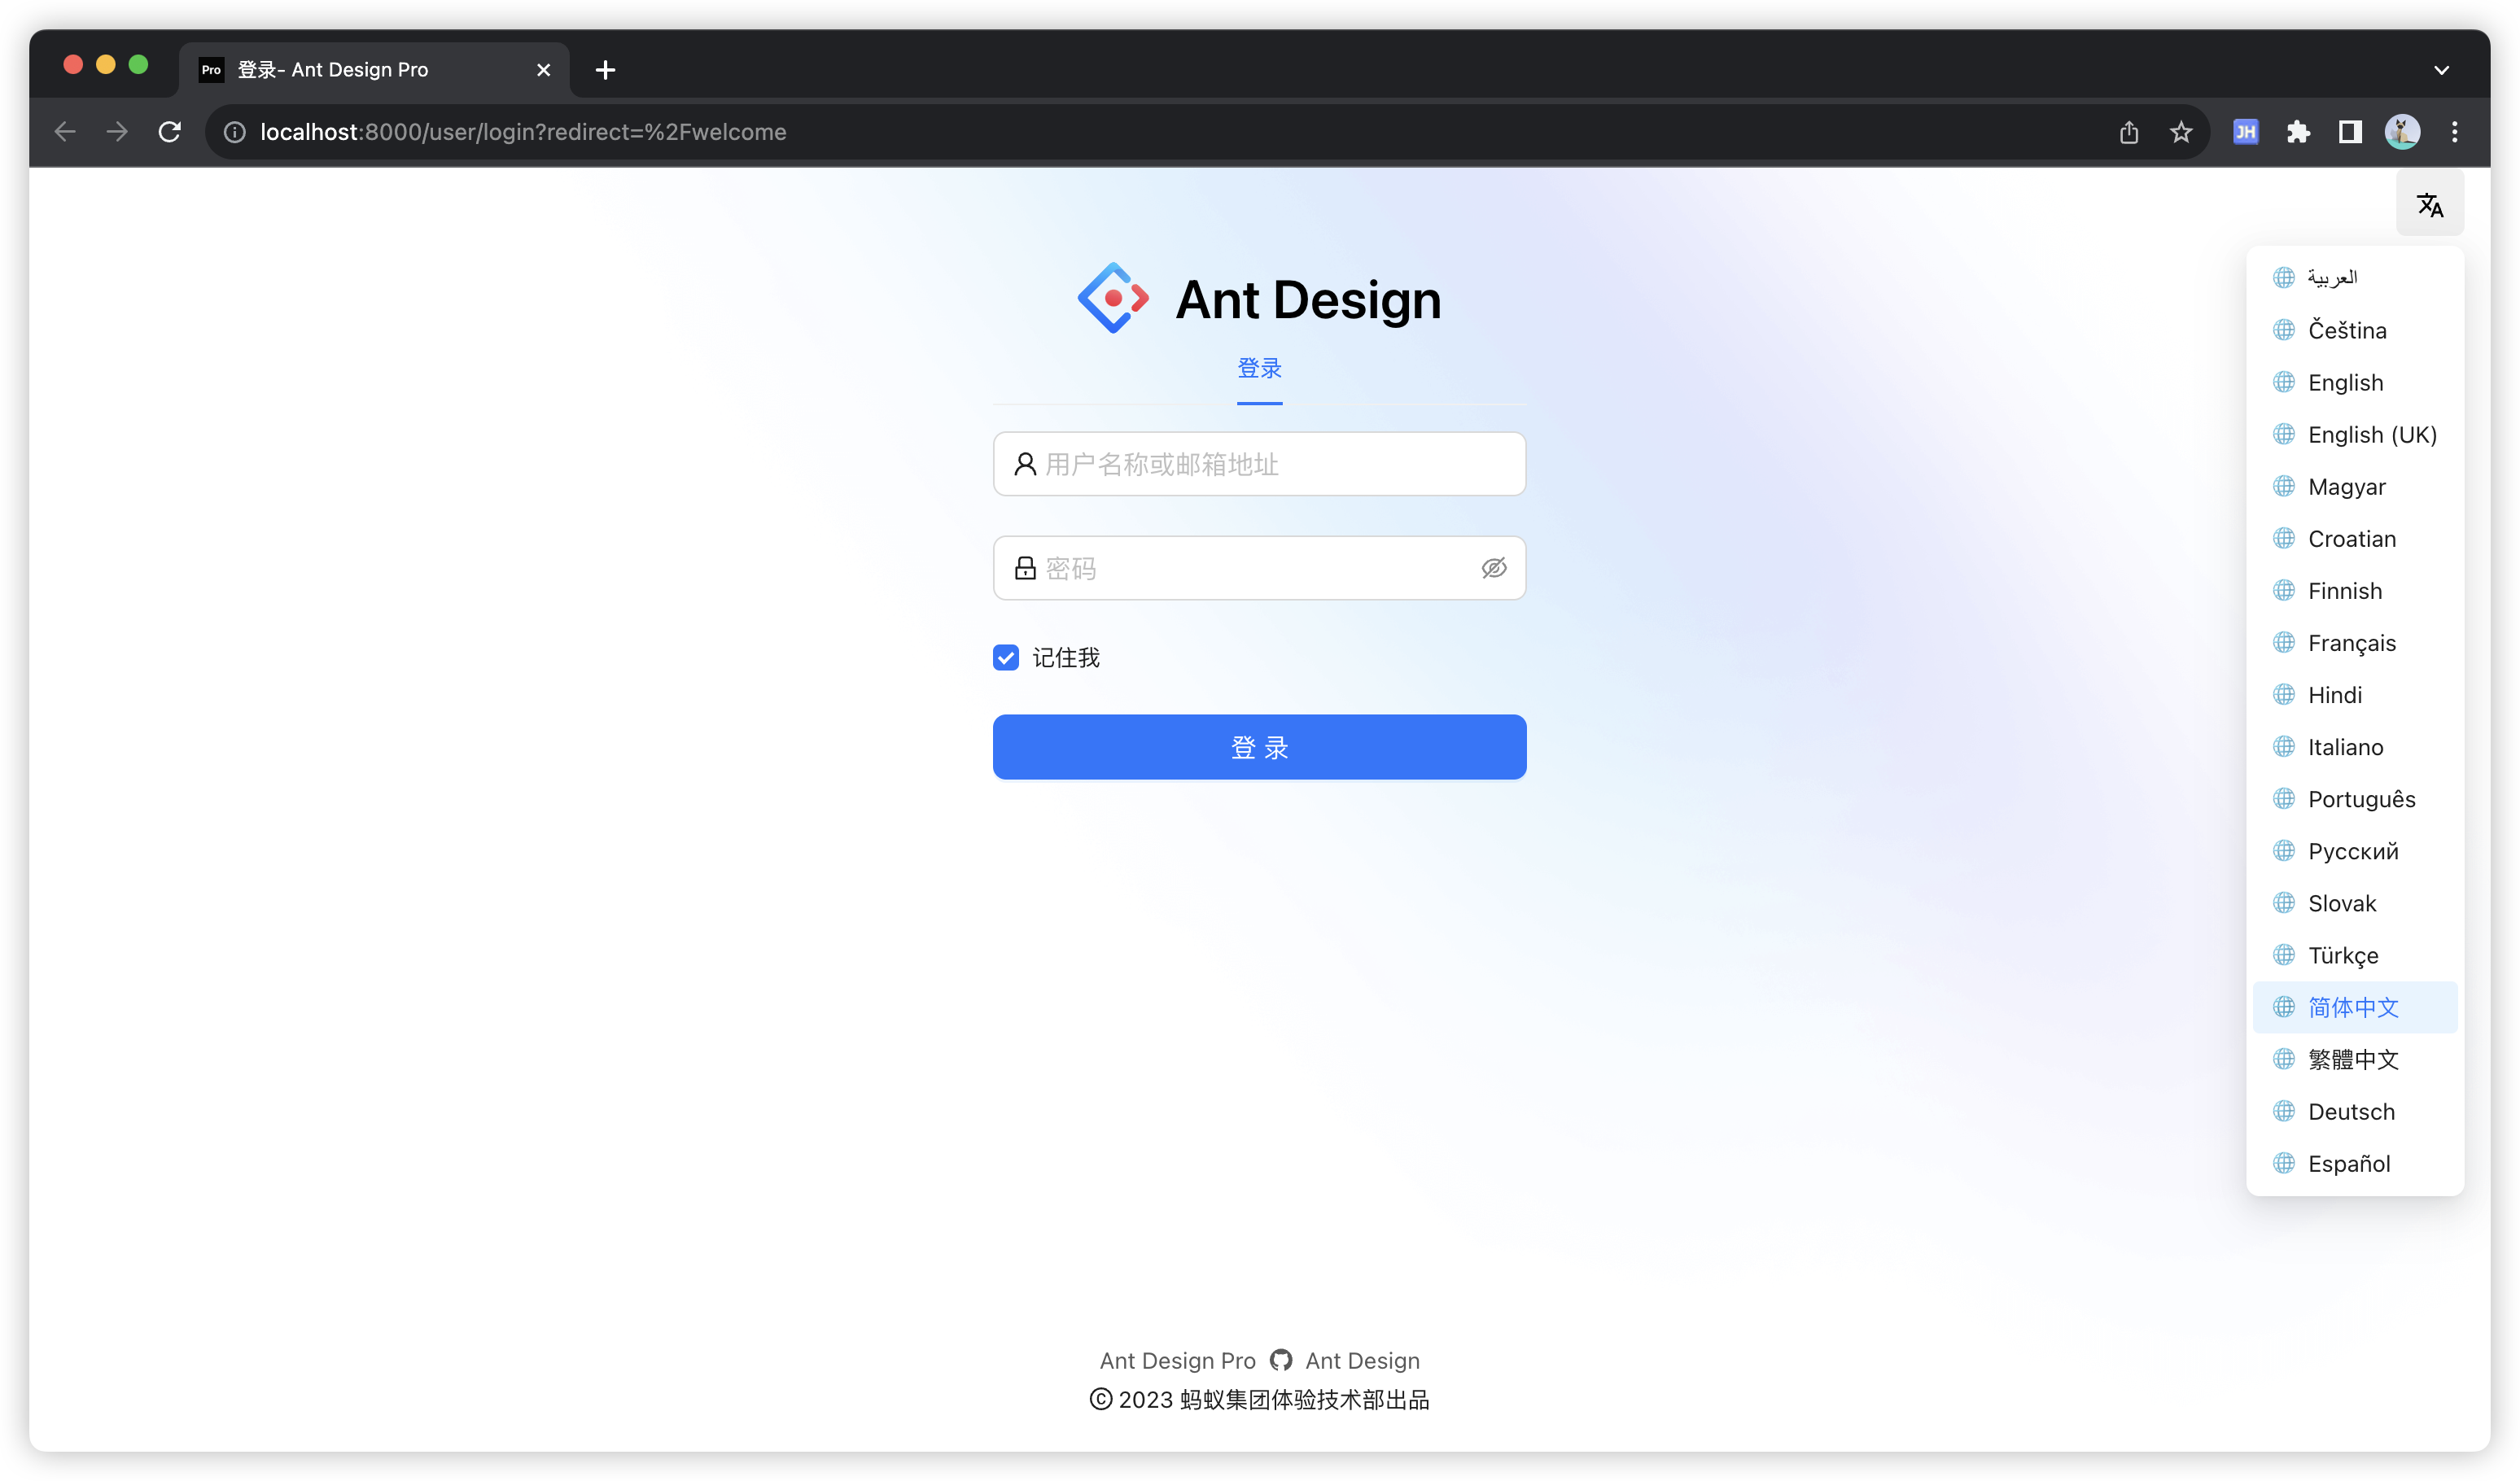 Pro 登录- Ant Design Pro
localhost:8000/user/login?redirect=%2Fwelcome
JH
Ant Design
登录
用户名称或邮箱地址
密码
记住我
登 录
العربية
Čeština
English
English (UK)
Magyar
Croatian
Finnish
Français
Hindi
Italiano
Português
Русский
Slovak
Türkçe
简体中文
繁體中文
Deutsch
Español
Ant Design Pro Ant Design
© 2023 蚂蚁集团体验技术部出品